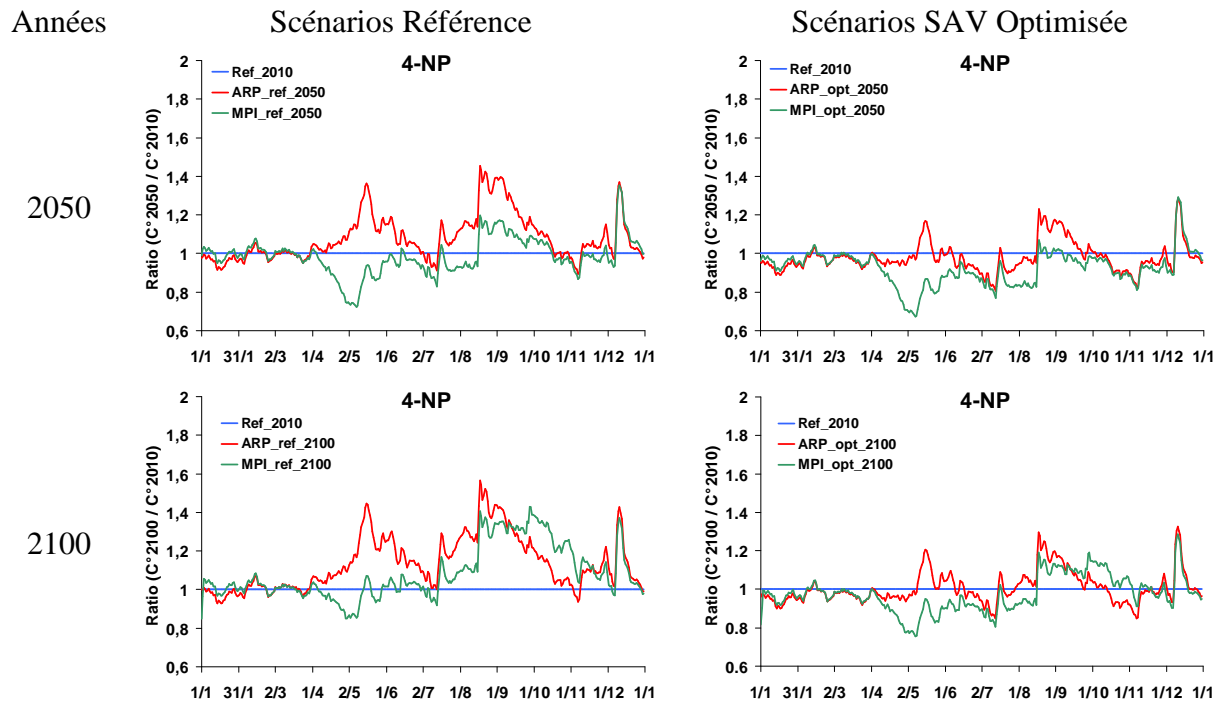 Années Scénarios Référence Scénarios SAV Optimisée
2050
4-NP
Ratio (C°2050 / C°2010)
2
1,8
1,6
1,4
1,2
1
0,8
0,6
Ref_2010
ARP_ref_2050
MPI_ref_2050
1/1 31/1 2/3 1/4 2/5 1/6 2/7 1/8 1/9 1/10 1/11 1/12 1/1
4-NP
Ratio (C°2050 / C°2010)
2
1,8
1,6
1,4
1,2
1
0,8
0,6
Ref_2010
ARP_opt_2050
MPI_opt_2050
1/1 31/1 2/3 1/4 2/5 1/6 2/7 1/8 1/9 1/10 1/11 1/12 1/1
2100
4-NP
Ratio (C°2100 / C°2010)
2
1,8
1,6
1,4
1,2
1
0,8
0,6
Ref_2010
ARP_ref_2100
MPI_ref_2100
1/1 31/1 2/3 1/4 2/5 1/6 2/7 1/8 1/9 1/10 1/11 1/12 1/1
4-NP
Ratio (C°2100 / C°2010)
2
1,8
1,6
1,4
1,2
1
0,8
0,6
Ref_2010
ARP_opt_2100
MPI_opt_2100
1/1 31/1 2/3 1/4 2/5 1/6 2/7 1/8 1/9 1/10 1/11 1/12 1/1